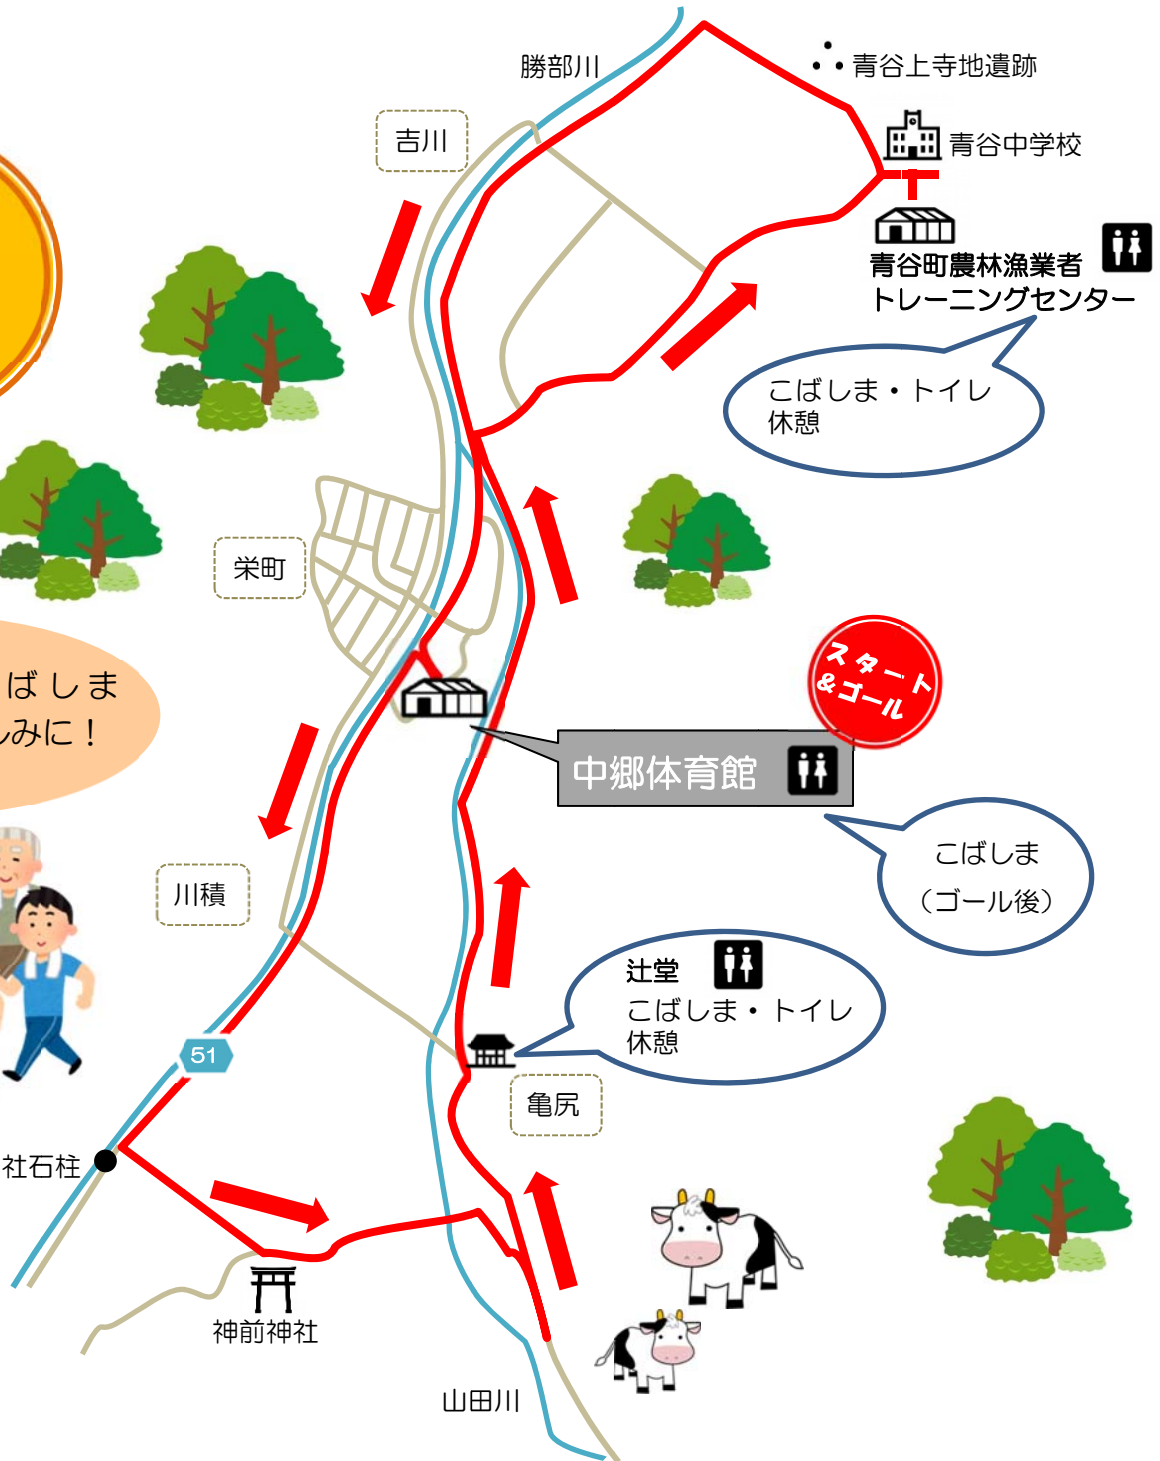 勝部川
青谷上寺地遺跡
吉川
青谷中学校
青谷町農林漁業者
トレーニングセンター
こばしま・トイレ
休憩
栄町
スタート
&ゴール
ばしま
みに！
中郷体育館
こばしま
（ゴール後）
川積
辻堂
こばしま・トイレ
休憩
51
亀尻
社石柱
神前神社
山田川